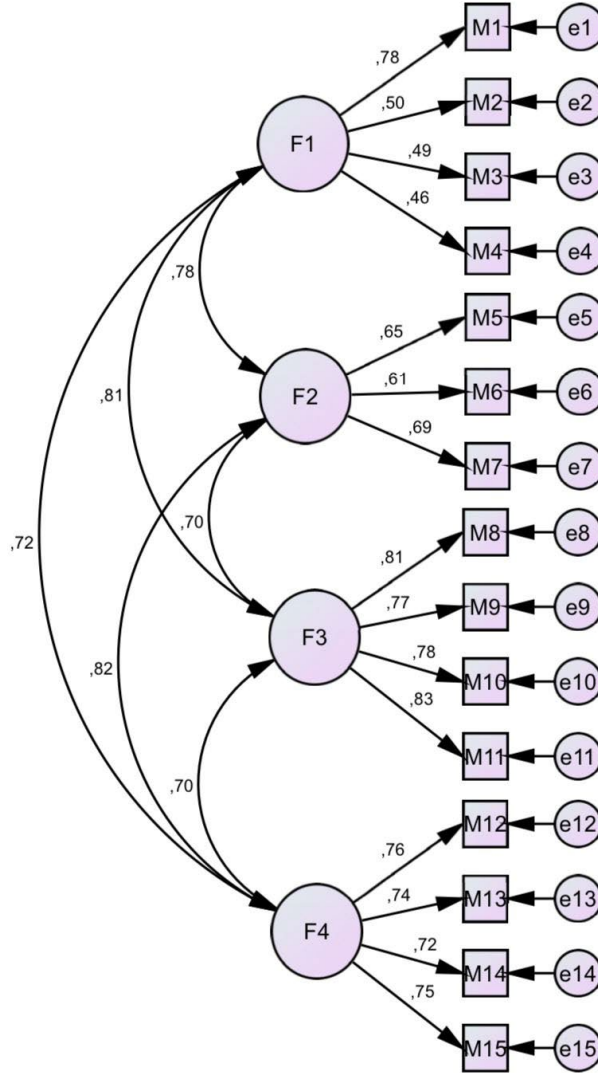 M1 e1
,78
M2 e2
,50
F1
,49
M3 e3
,46
M4 e4
,78
M5 e5
,65
,61
M6 e6
,81
F2
,69
M7 e7
,70
M8 e8
,72
,81
,77
M9 e9
F3
,82
,78
M10 e10
,83
M11 e11
,70
M12 e12
,76
,74
M13 e13
F4
,72
M14 e14
,75
M15 e15